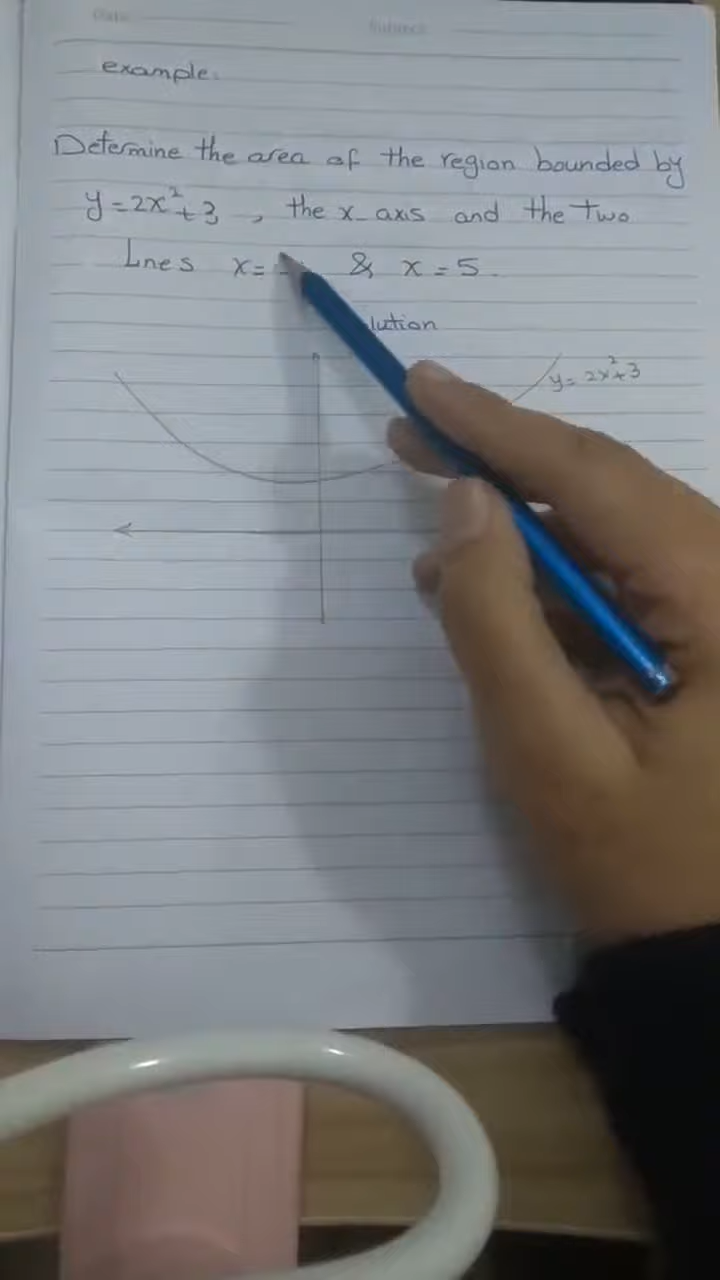 example.
Determine the area of the region bounded by
y=2x²+3, the x-axis and the Two
Lnes x= & x=5.
lution
y=2x²+3